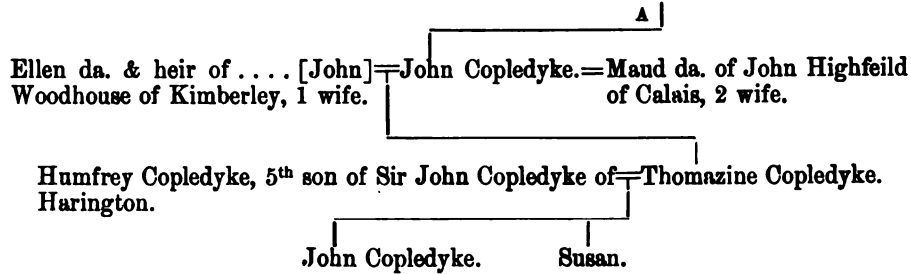 A
Ellen da. & heir of .... [John]=John Copledyke.=Maud da. of John Highfeild
Woodhouse of Kimberley, 1 wife. of Calais, 2 wife.
Humfrey Copledyke, 5th son of Sir John Copledyke of=Thomazine Copledyke.
Harington.
John Copledyke. Susan.